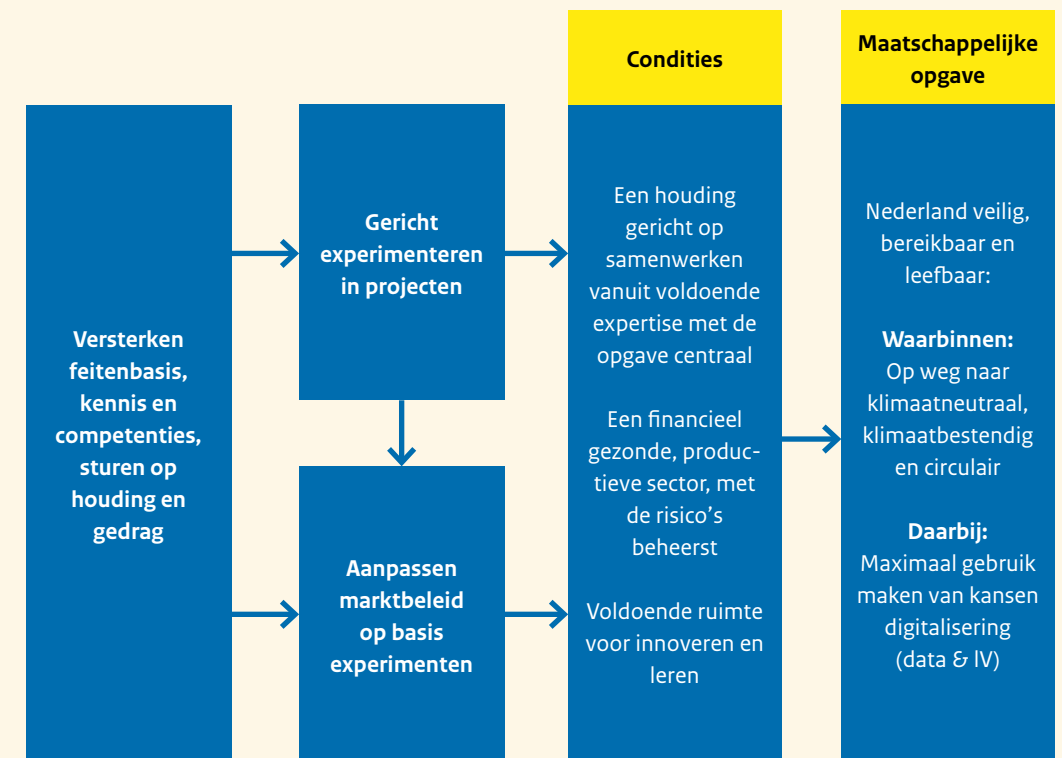 Versterken
feitenbasis,
kennis en
competenties,
sturen op
houding en
gedrag
Gericht
experimenteren
in projecten
Aanpassen
marktbeleid
op basis
experimenten
Condities
Een houding
gericht op
samenwerken
vanuit voldoende
expertise met de
opgave centraal
Een financieel
gezonde, produc-
tieve sector, met
de risico’s
beheerst
Voldoende ruimte
voor innoveren en
leren
Maatschappelijke
opgave
Nederland veilig,
bereikbaar en
leefbaar:
Waarbinnen:
Op weg naar
klimaatneutraal,
klimaatbestendig
en circulair
Daarbij:
Maximaal gebruik
maken van kansen
digitalisering
(data & IV)